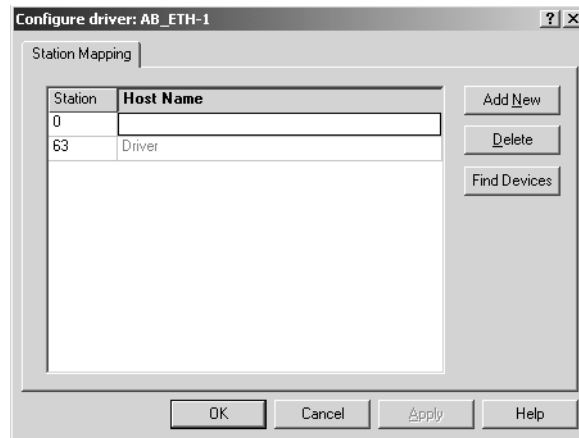 Configure driver: AB_ETH-1
Station Mapping
Station Host Name
0
63 Driver
Add New
Delete
Find Devices
OK Cancel Apply Help